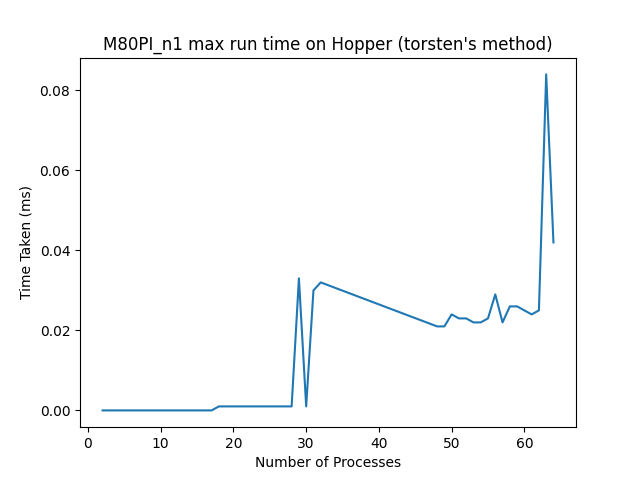 M80PI_n1 max run time on Hopper (torsten's method)
0.08
0.06
0.04
0.02
0.00
Time Taken (ms)
0 10 20 30 40 50 60
Number of Processes